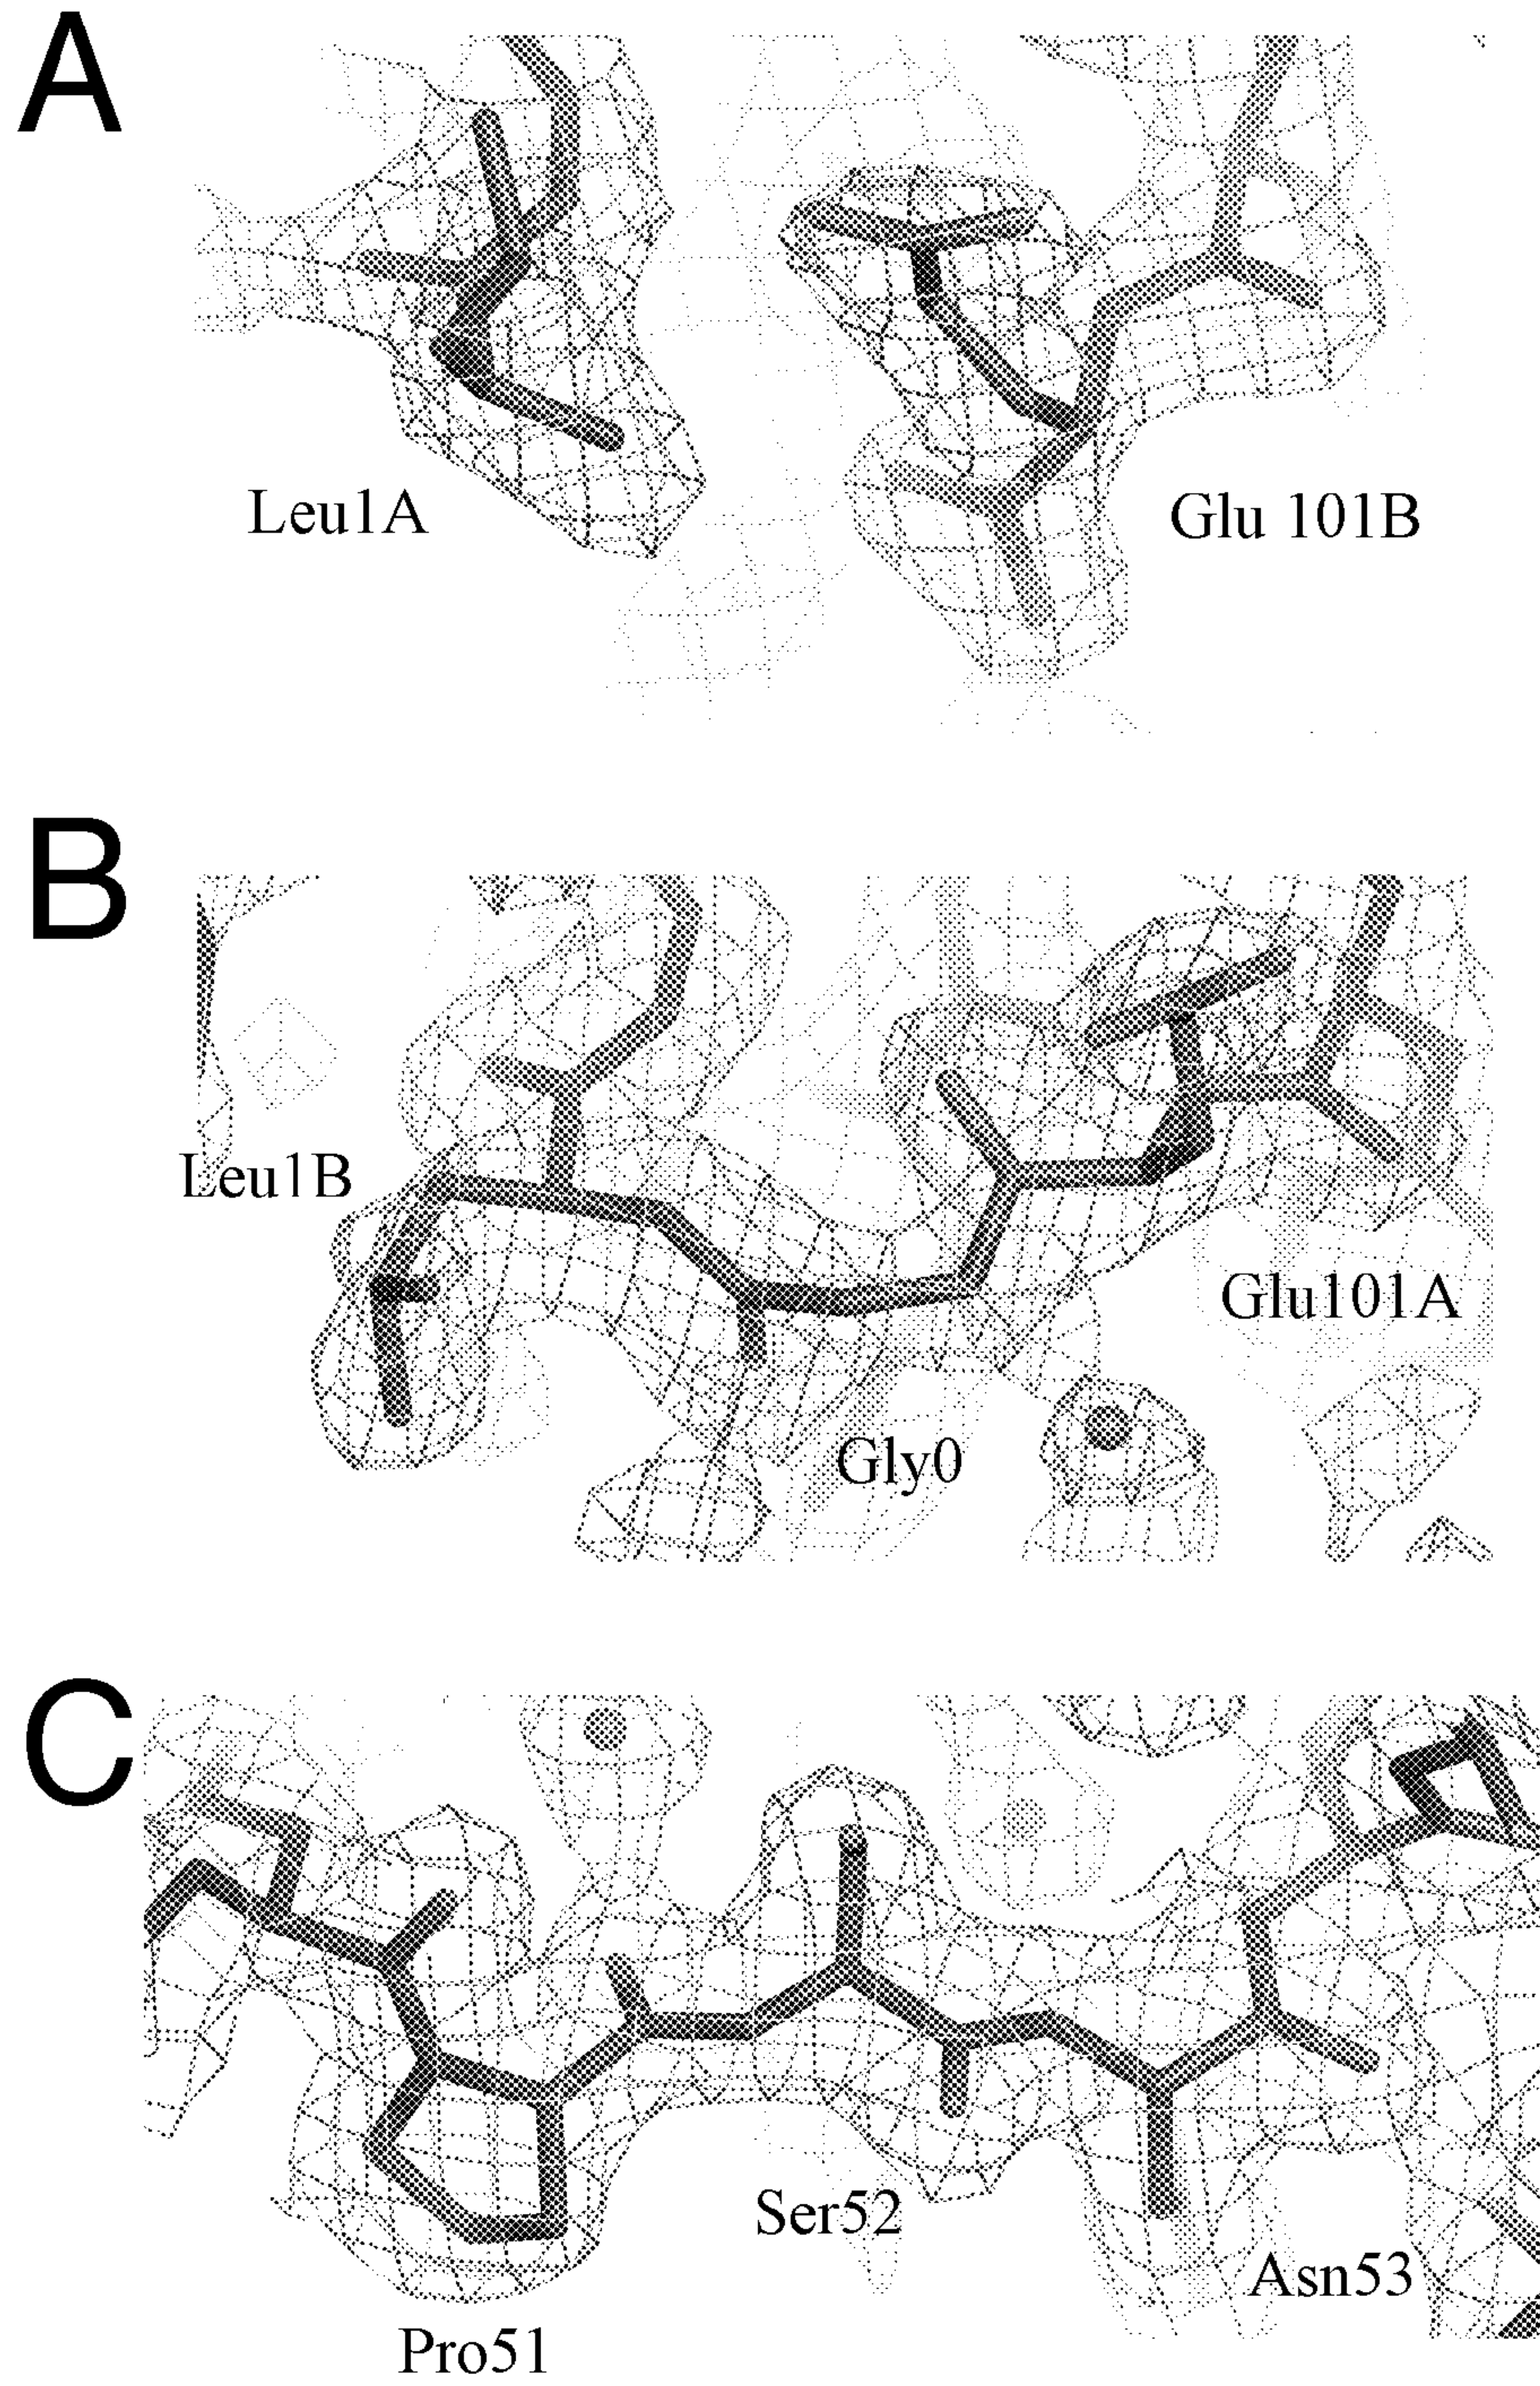 A
Leu1A
Glu 101B
B
Leu1B
Glu101A
Gly0
C
Ser52
Asn53
Pro51